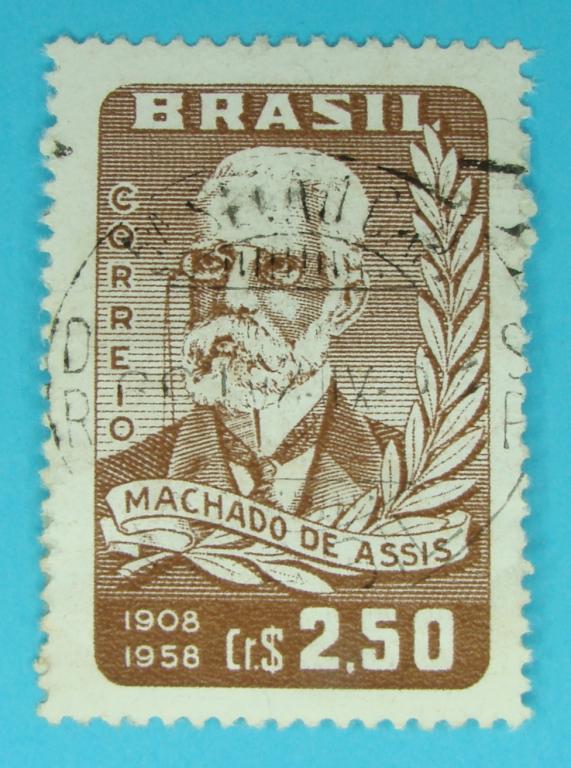 BRASIL
CORREIO
MACHADO DE ASSIS
1908
1958
Cr.$ 2,50